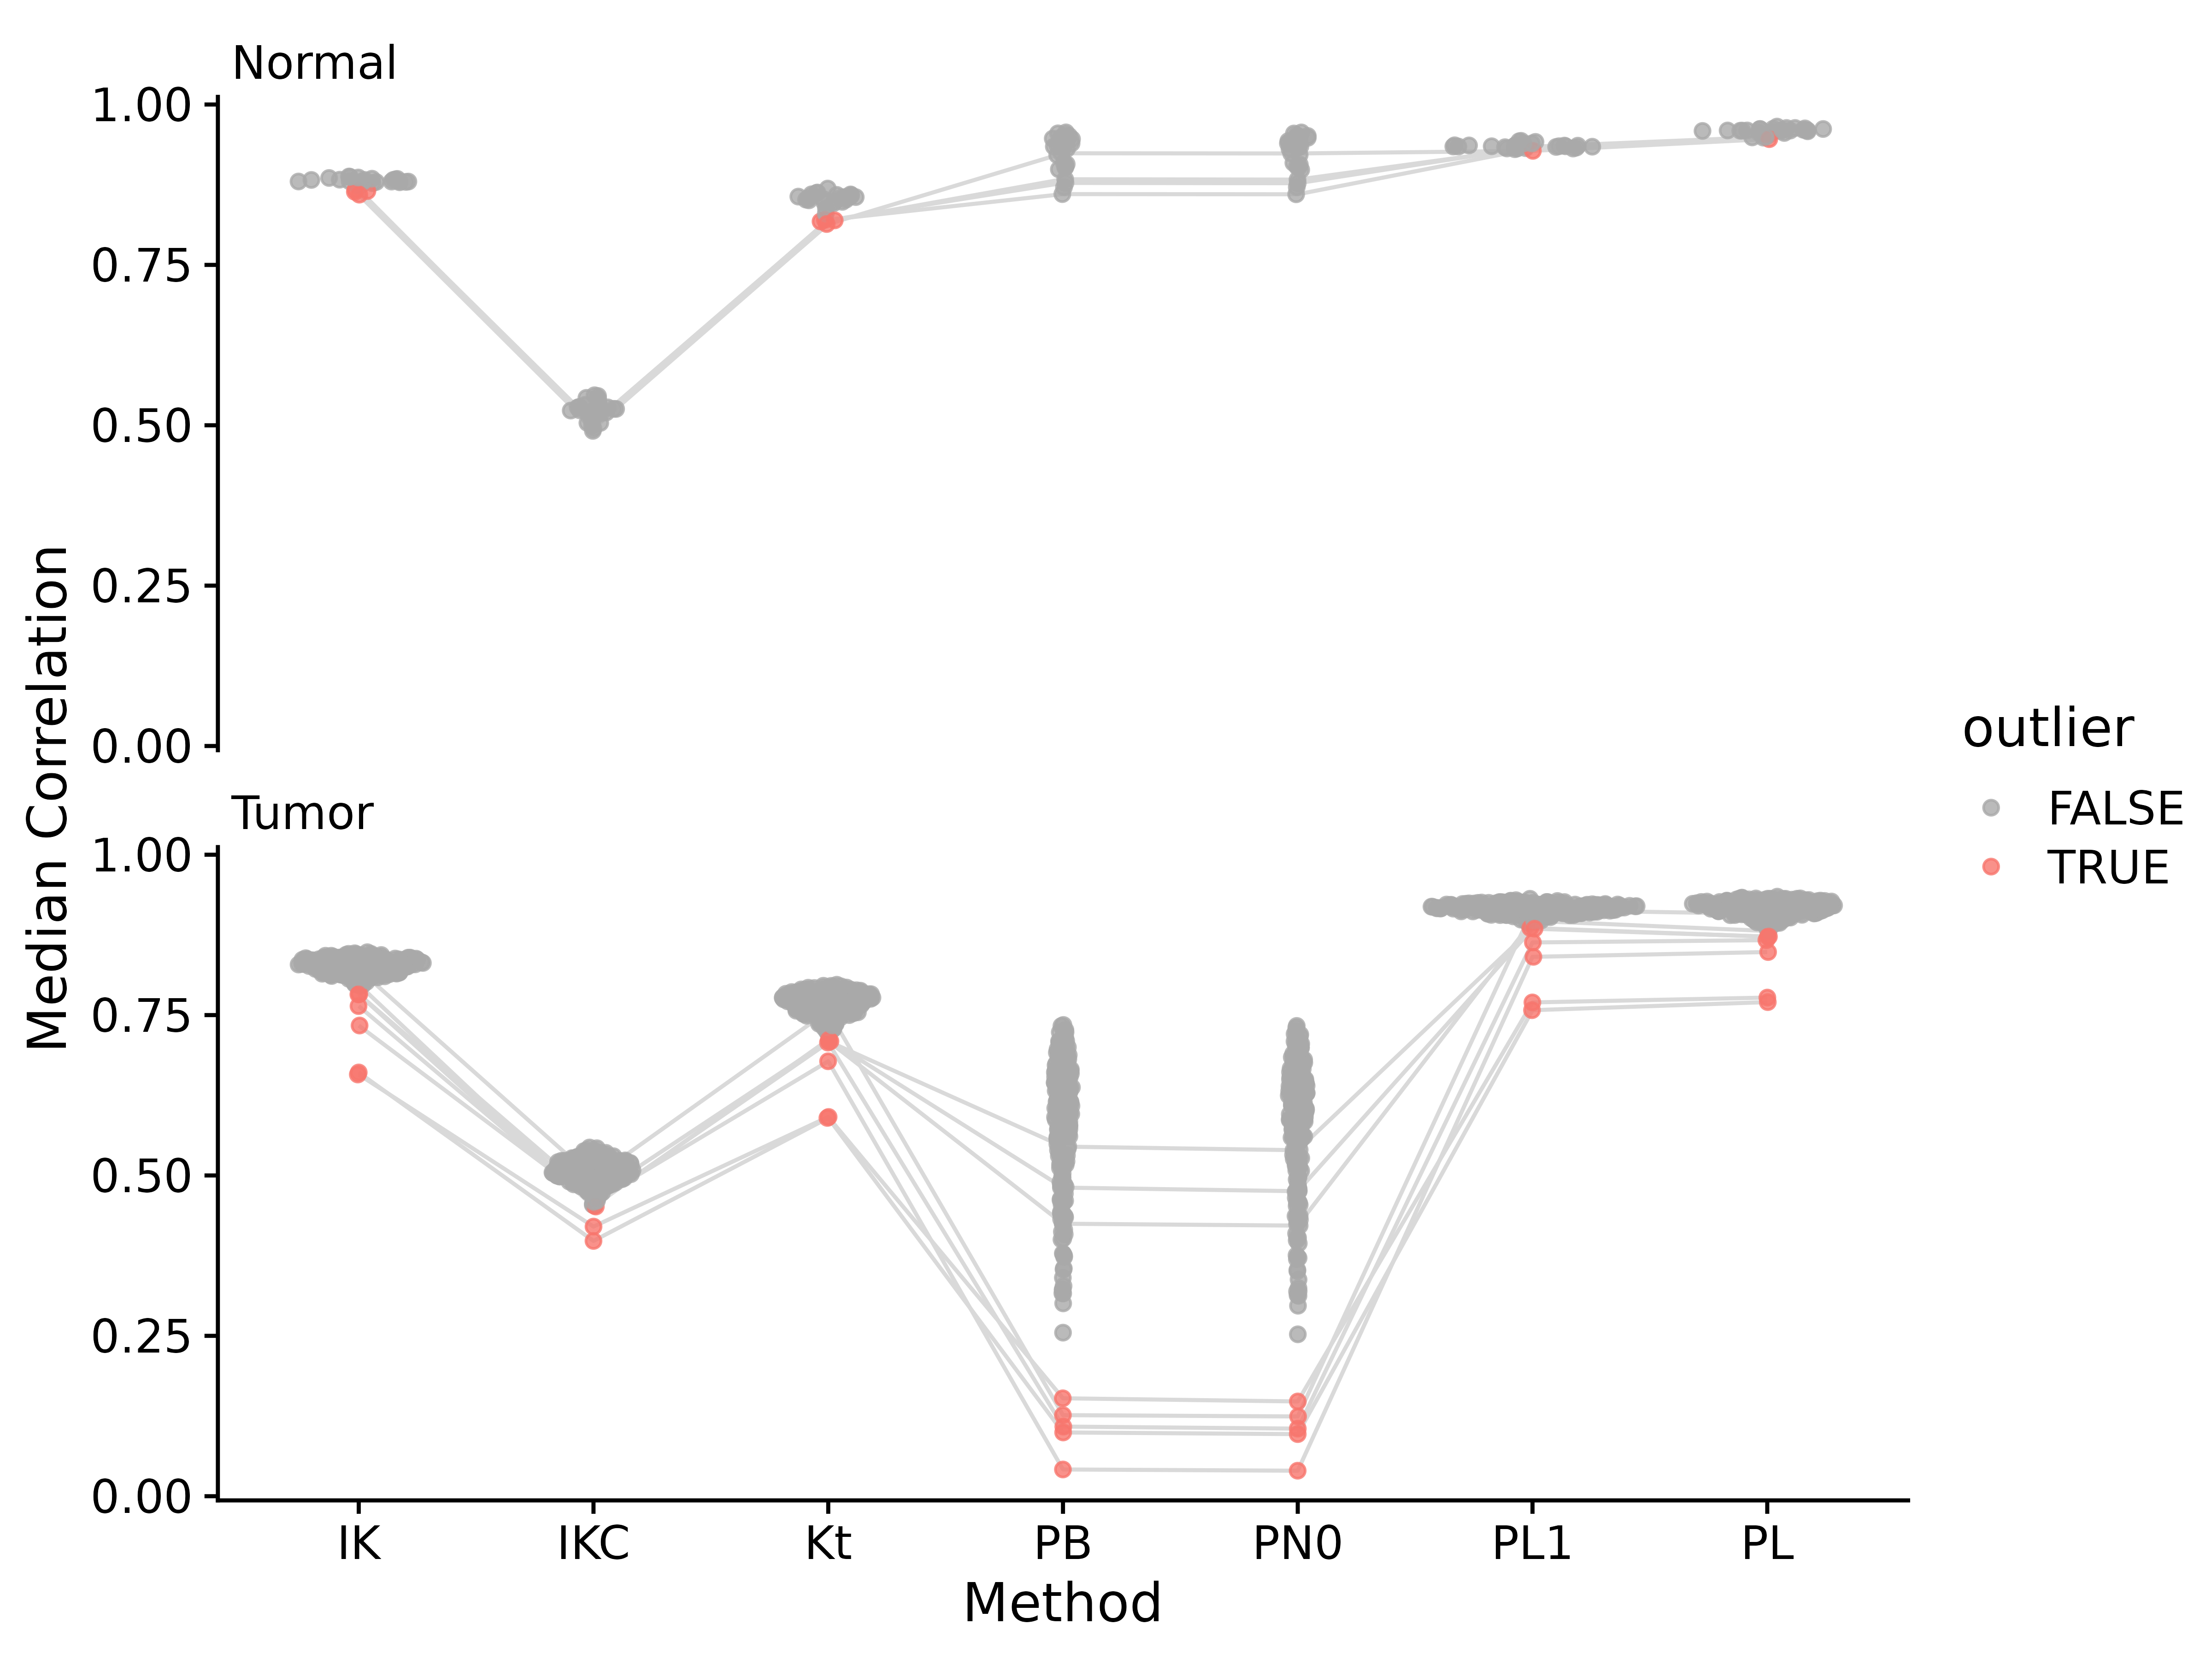 Normal
1.00
0.75
0.50
0.25
0.00
Median Correlation
Tumor
1.00
0.75
0.50
0.25
0.00
IK IKC Kt PB PN0 PL1 PL
Method
outlier
FALSE
TRUE